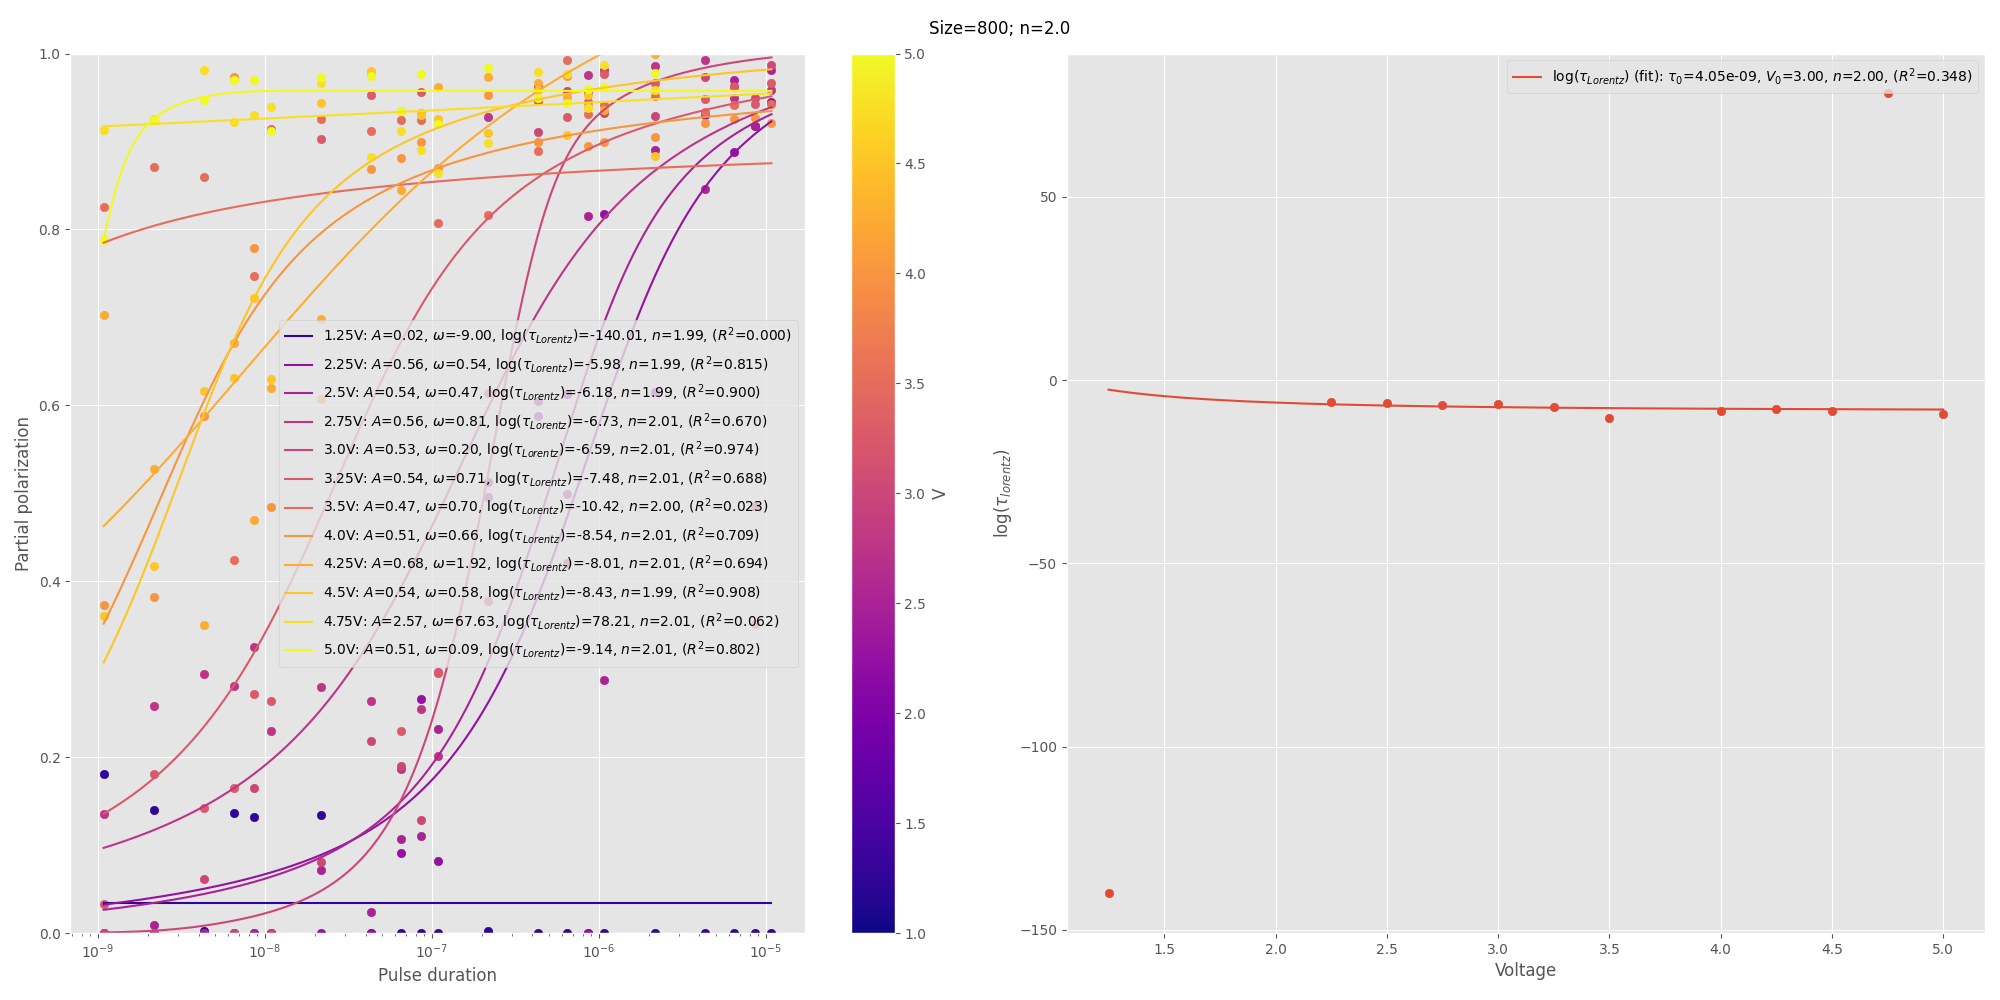 Size=800; n=2.0
1.0
0.8
0.6
0.4
0.2
0.0
Partial polarization
10⁻⁹
10⁻⁸
10⁻⁷
10⁻⁶
10⁻⁵
Pulse duration
1.25V: A=0.02, ω=-9.00, log(τ_Lorentz)=-140.01, n=1.99, (R²=0.000)
2.25V: A=0.56, ω=0.54, log(τ_Lorentz)=-5.98, n=1.99, (R²=0.815)
2.5V: A=0.54, ω=0.47, log(τ_Lorentz)=-6.18, n=1.99, (R²=0.900)
2.75V: A=0.56, ω=0.81, log(τ_Lorentz)=-6.73, n=2.01, (R²=0.670)
3.0V: A=0.53, ω=0.20, log(τ_Lorentz)=-6.59, n=2.01, (R²=0.974)
3.25V: A=0.54, ω=0.71, log(τ_Lorentz)=-7.48, n=2.01, (R²=0.688)
3.5V: A=0.47, ω=0.70, log(τ_Lorentz)=-10.42, n=2.00, (R²=0.023)
4.0V: A=0.51, ω=0.66, log(τ_Lorentz)=-8.54, n=2.01, (R²=0.709)
4.25V: A=0.68, ω=1.92, log(τ_Lorentz)=-8.01, n=2.01, (R²=0.694)
4.5V: A=0.54, ω=0.58, log(τ_Lorentz)=-8.43, n=1.99, (R²=0.908)
4.75V: A=2.57, ω=67.63, log(τ_Lorentz)=78.21, n=2.01, (R²=0.062)
5.0V: A=0.51, ω=0.09, log(τ_Lorentz)=-9.14, n=2.01, (R²=0.802)
5.0
4.5
4.0
3.5
3.0
2.5
2.0
1.5
1.0
V
log(τ_Lorentz) (fit): τ₀=4.05e-09, V₀=3.00, n=2.00, (R²=0.348)
50
0
−50
−100
−150
log(τ_lorentz)
1.5
2.0
2.5
3.0
3.5
4.0
4.5
5.0
Voltage